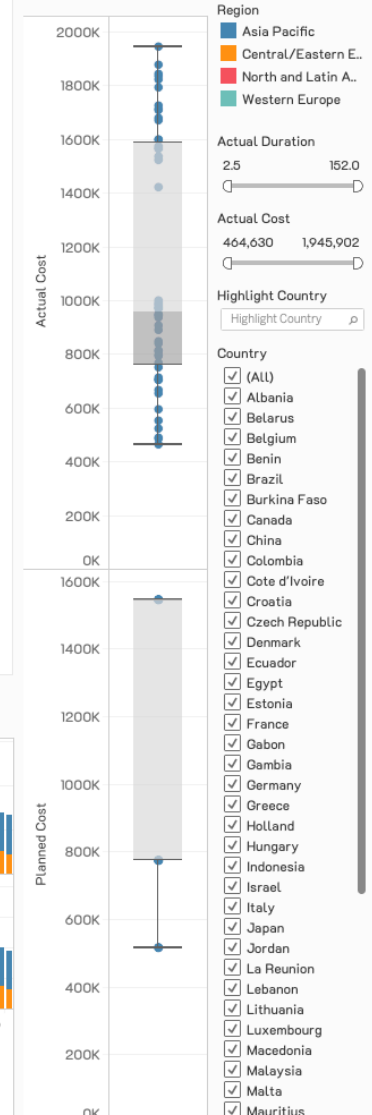 Actual Cost
2000K
1800K
1600K
1400K
1200K
1000K
800K
600K
400K
200K
0K
Planned Cost
1600K
1400K
1200K
1000K
800K
600K
400K
200K
0K
Region
Asia Pacific
Central/Eastern E..
North and Latin A..
Western Europe
Actual Duration
2.5 152.0
Actual Cost
464,630 1,945,902
Highlight Country
Highlight Country
Country
(All)
Albania
Belarus
Belgium
Benin
Brazil
Burkina Faso
Canada
China
Colombia
Cote d'Ivoire
Croatia
Czech Republic
Denmark
Ecuador
Egypt
Estonia
France
Gabon
Gambia
Germany
Greece
Holland
Hungary
Indonesia
Israel
Italy
Japan
Jordan
La Reunion
Lebanon
Lithuania
Luxembourg
Macedonia
Malaysia
Malta
Mauritius